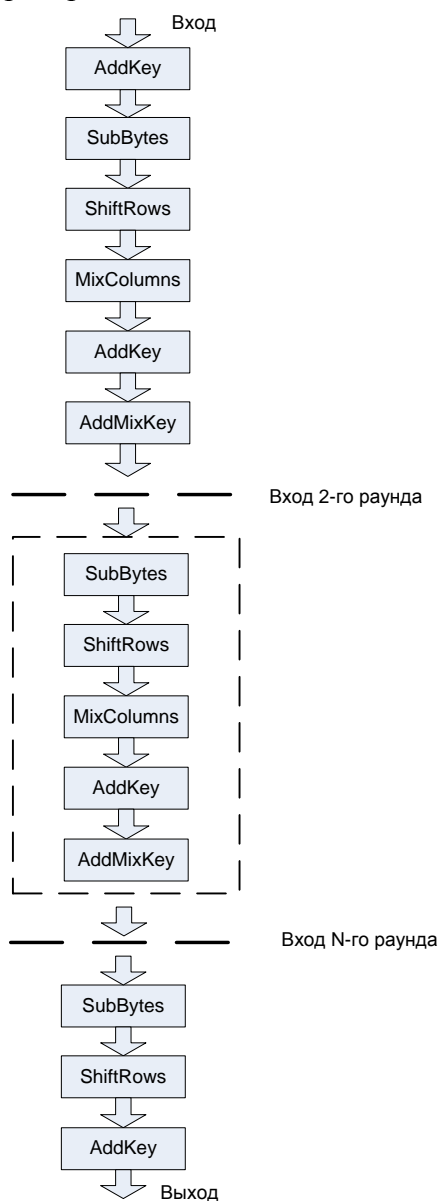 Вход
AddKey
SubBytes
ShiftRows
MixColumns
AddKey
AddMixKey
Вход 2-го раунда
SubBytes
ShiftRows
MixColumns
AddKey
AddMixKey
Вход N-го раунда
SubBytes
ShiftRows
AddKey
Выход